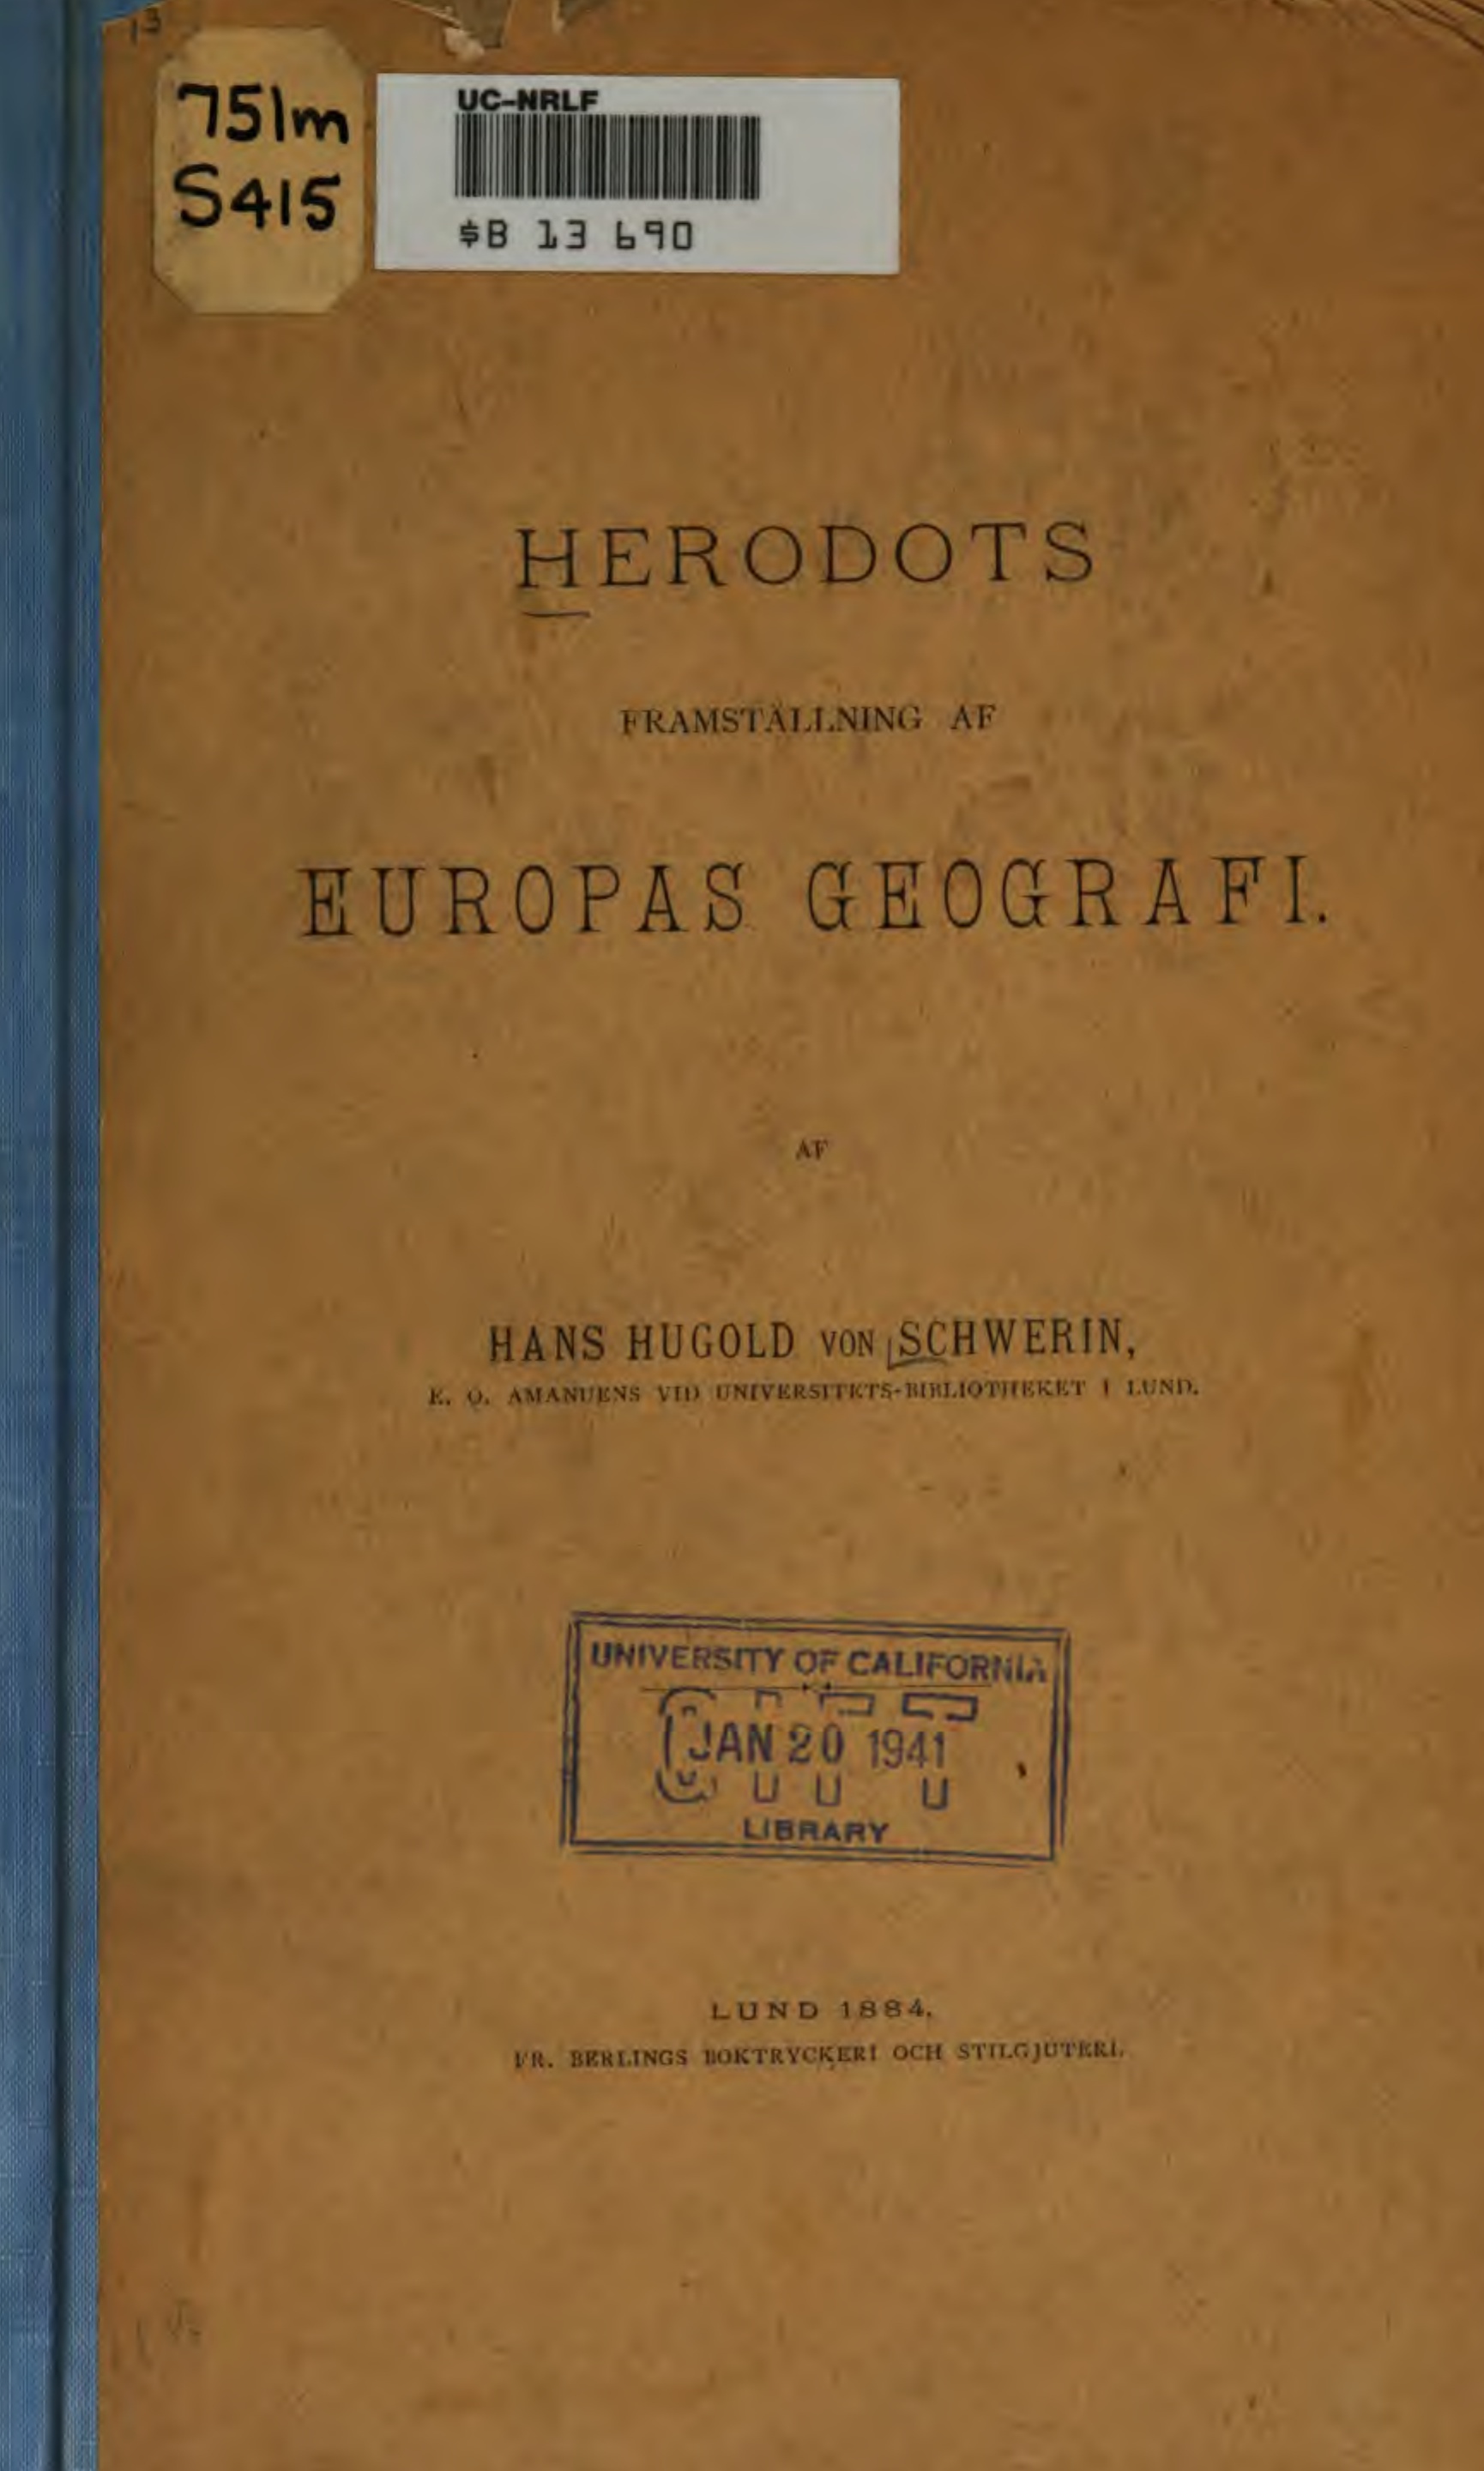 13
751m
S415
UC-NRLF
$B 13 690
HERODOTS
FRAMSTÄLLNING AF
EUROPAS GEOGRAFI.
AF
HANS HUGOLD VON SCHWERIN,
E. O. AMANUENS VID UNIVERSITETS-BIBLIOTHEKET I LUND.
UNIVERSITY OF CALIFORNIA
JAN 20 1941
LIBRARY
LUND 1884.
FR. BERLINGS BOKTRYCKERI OCH STILGJUTERI.